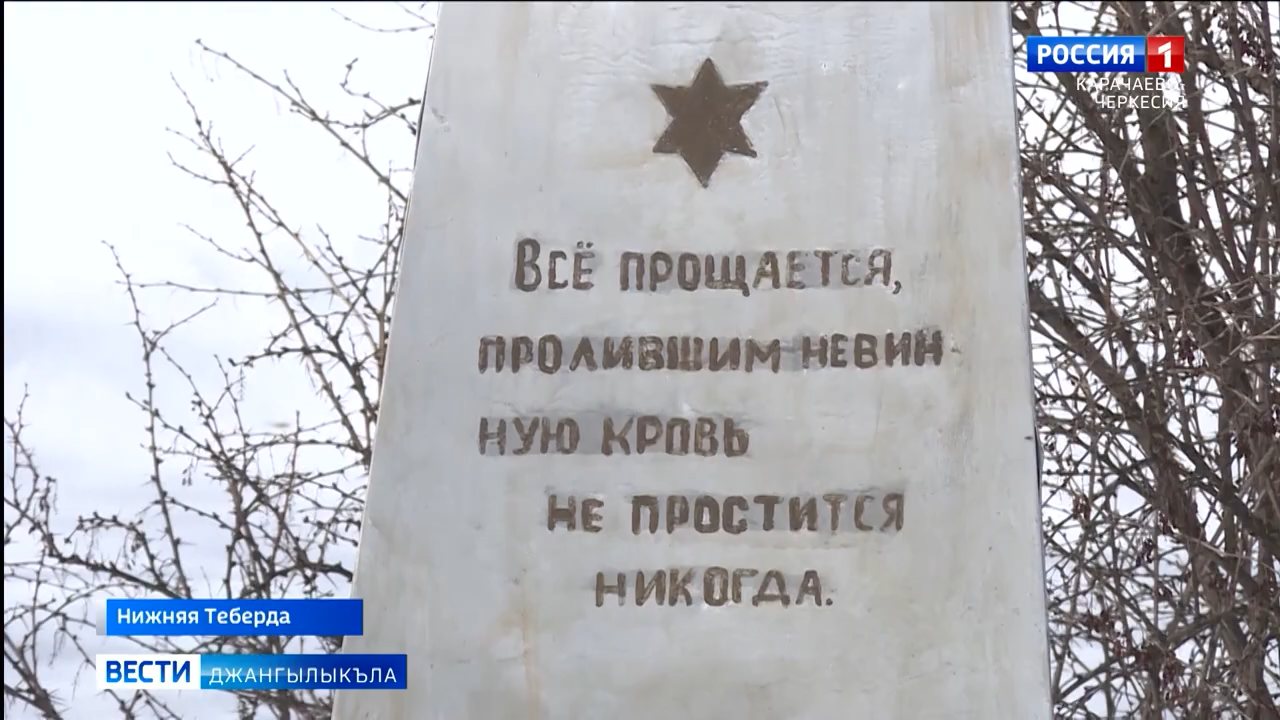 РОССИЯ 1
КАРАЧАЕВО-
ЧЕРКЕСИЯ
ВСЁ ПРОЩАЕТСЯ,
ПРОЛИВШИМ НЕВИН
НУЮ КРОВЬ
НЕ ПРОСТИТСЯ
НИКОГДА.
Нижняя Теберда
ВЕСТИ ДЖАНГЫЛЫКЪЛА